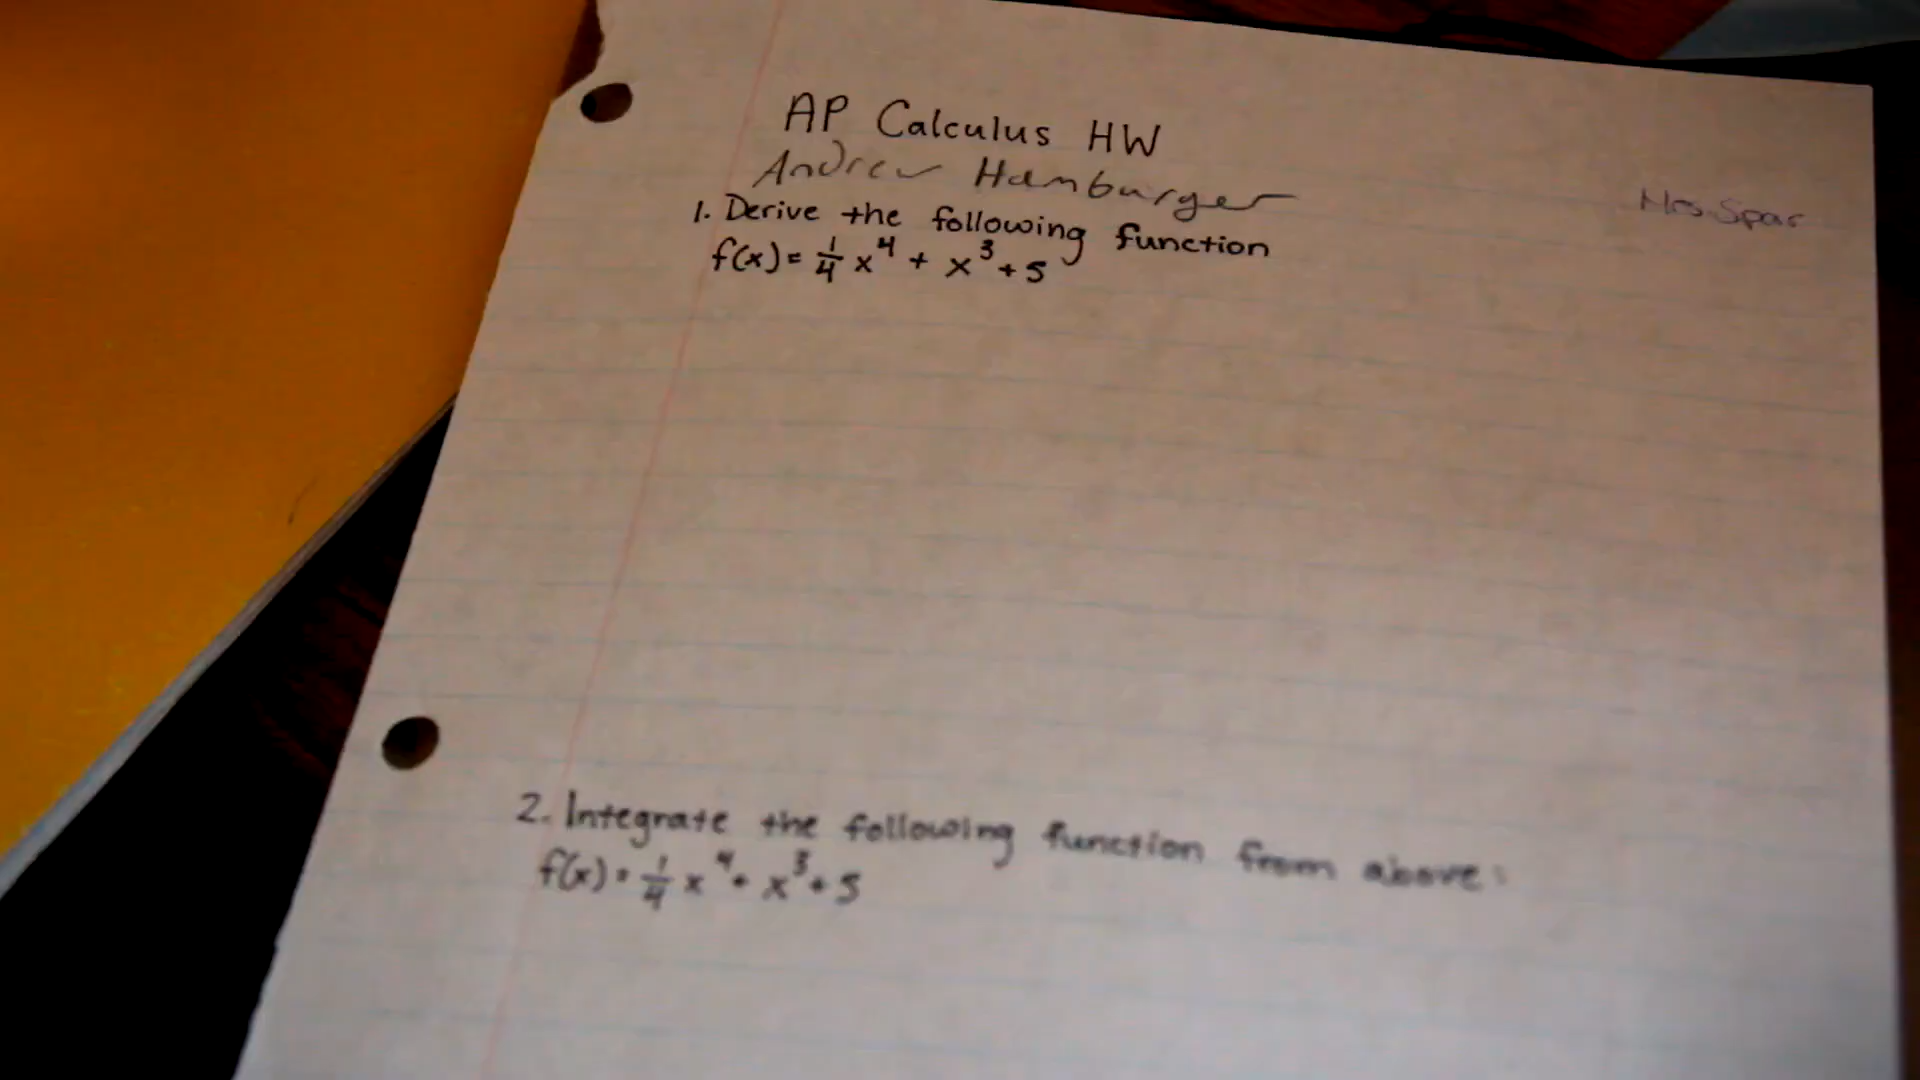 AP Calculus HW
Andrew Hamburger
Mrs. Spar
1. Derive the following function
f(x) = 1/4 x^4 + x^3 + 5
2. Integrate the following function from above:
f(x) = 1/4 x^4 + x^3 + 5